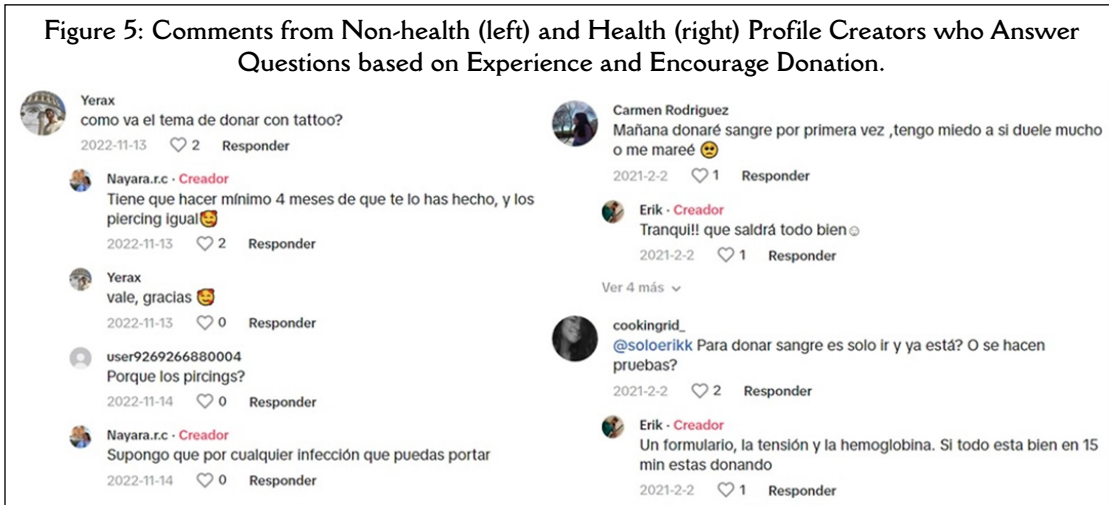 Figure 5: Comments from Non-health (left) and Health (right) Profile Creators who Answer
Questions based on Experience and Encourage Donation.
Yerax
como va el tema de donar con tattoo?
2022-11-13 2 Responder
Nayara.r.c · Creador
Tiene que hacer mínimo 4 meses de que te lo has hecho, y los
piercing igual🥰
2022-11-13 2 Responder
Yerax
vale, gracias 🥰
2022-11-13 0 Responder
user9269266880004
Porque los pircings?
2022-11-14 0 Responder
Nayara.r.c · Creador
Supongo que por cualquier infección que puedas portar
2022-11-14 0 Responder
Carmen Rodriguez
Mañana donaré sangre por primera vez ,tengo miedo a si duele mucho
o me mareé 🥺
2021-2-2 1 Responder
Erik · Creador
Tranqui!! que saldrá todo bien☺
2021-2-2 1 Responder
Ver 4 más
cookingrid_
@soloerikk Para donar sangre es solo ir y ya está? O se hacen
pruebas?
2021-2-2 2 Responder
Erik · Creador
Un formulario, la tensión y la hemoglobina. Si todo esta bien en 15
min estas donando
2021-2-2 1 Responder